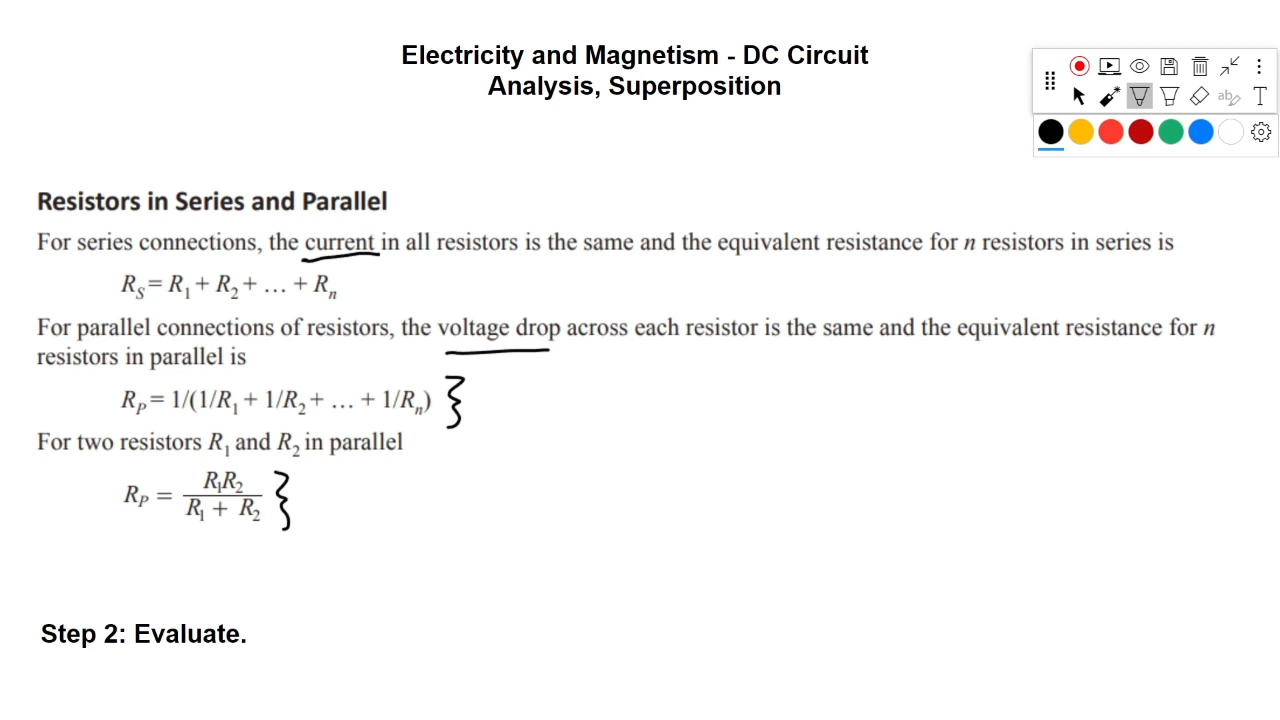 Electricity and Magnetism - DC Circuit
Analysis, Superposition
ab
T
Resistors in Series and Parallel
For series connections, the current in all resistors is the same and the equivalent resistance for n resistors in series is
R_S = R_1 + R_2 + … + R_n
For parallel connections of resistors, the voltage drop across each resistor is the same and the equivalent resistance for n
resistors in parallel is
R_P = 1/(1/R_1 + 1/R_2 + … + 1/R_n)
For two resistors R_1 and R_2 in parallel
R_P = R_1R_2 / R_1 + R_2
Step 2: Evaluate.